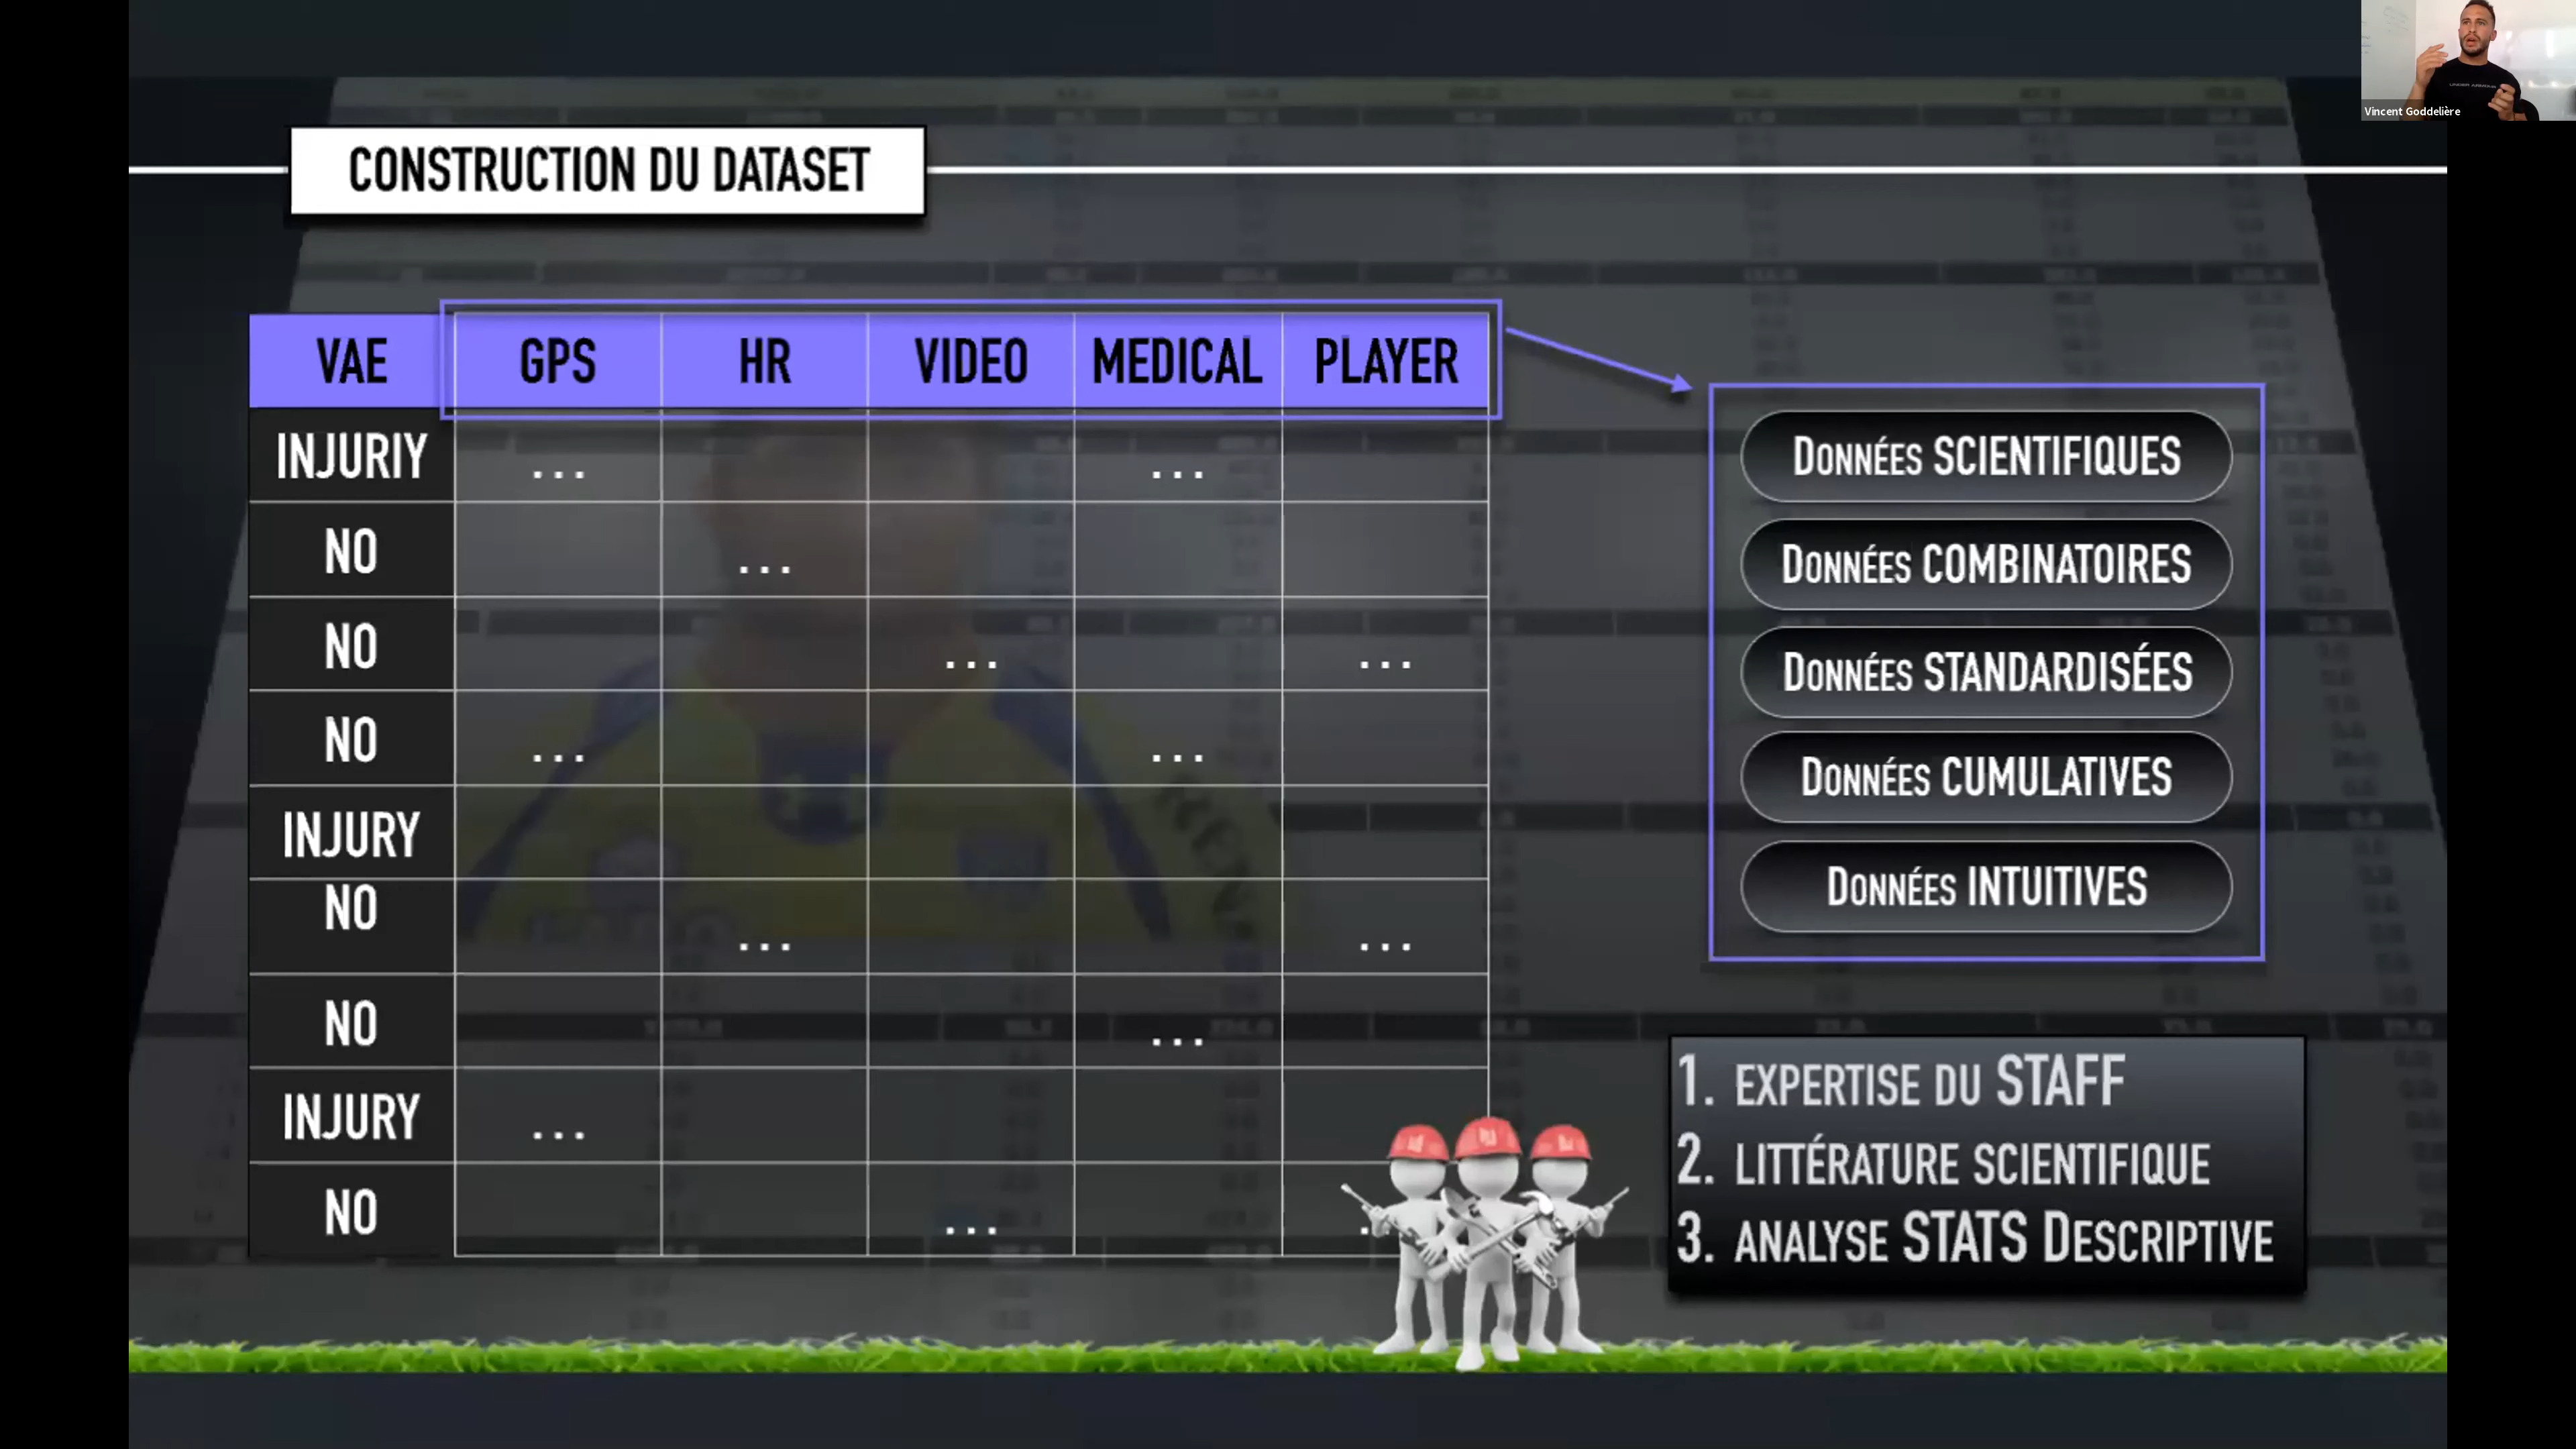 Vincent Goddelière
CONSTRUCTION DU DATASET
VAE GPS HR VIDEO MEDICAL PLAYER
INJURIY ... ...
NO ...
NO ... ...
NO ... ...
INJURY
NO ... ...
NO ...
INJURY ...
NO ...
DONNÉES SCIENTIFIQUES
DONNÉES COMBINATOIRES
DONNÉES STANDARDISÉES
DONNÉES CUMULATIVES
DONNÉES INTUITIVES
1. EXPERTISE DU STAFF
2. LITTÉRATURE SCIENTIFIQUE
3. ANALYSE STATS DESCRIPTIVE